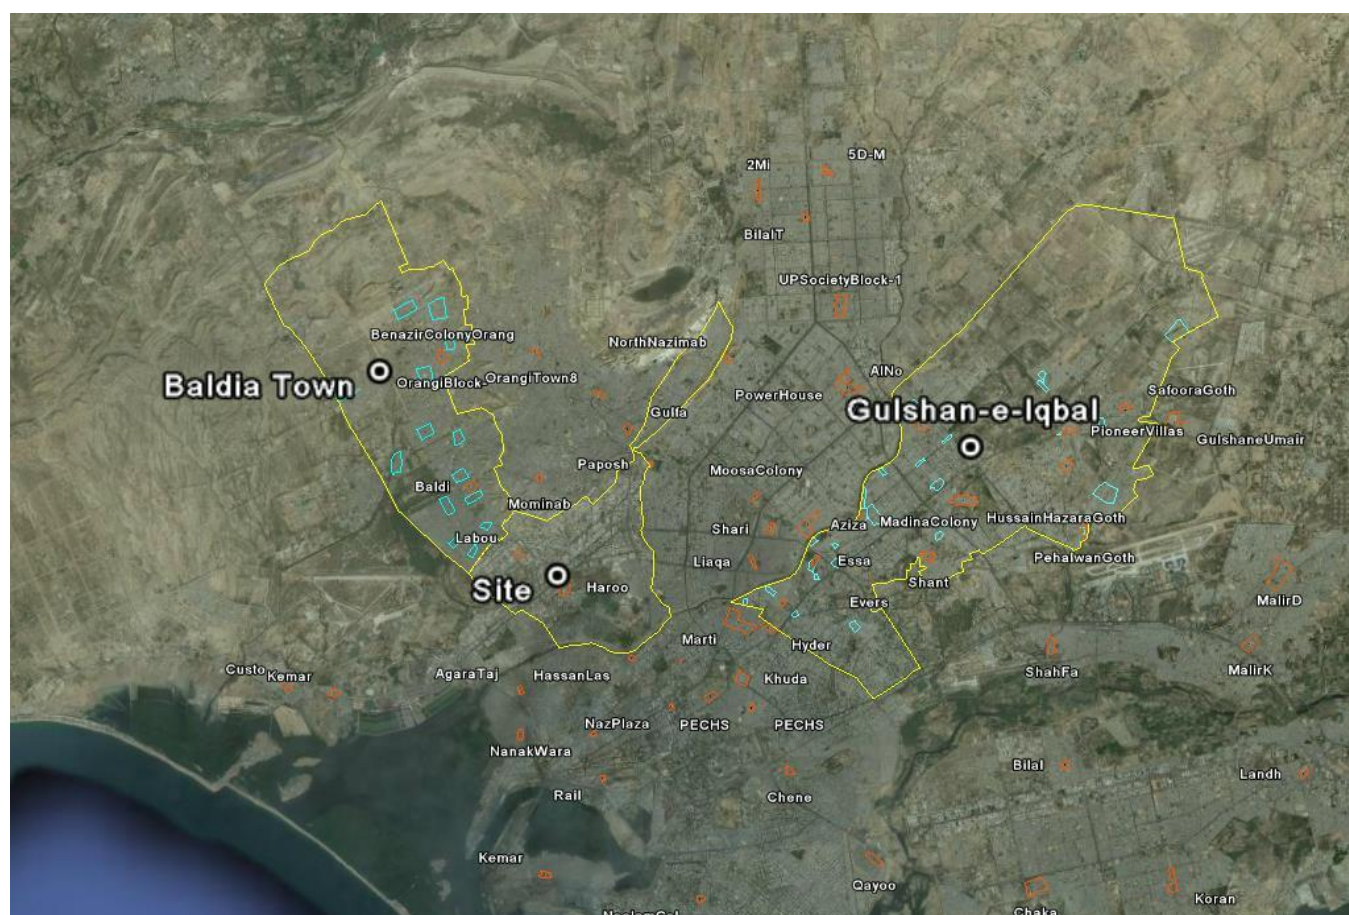 5D-M
2Mi
BilalT
UPSocietyBlock-1
BenazirColonyOrang
NorthNazimab
AlNo
Baldia Town
OrangiBlock-
OrangiTown8
PowerHouse
SafooraGoth
Gulfa
Gulshan-e-Iqbal
PioneerVillas
GulshaneUmair
Paposh
MoosaColony
Baldi
Mominab
Shari
Aziza
MadinaColony
HussainHazaraGoth
Labou
Liaqa
Essa
PehalwanGoth
Site
Haroo
Shant
Evers
MalirD
Marti
Hyder
Custo
Kemar
AgaraTaj
HassanLas
Khuda
ShahFa
MalirK
NazPlaza
PECHS
PECHS
NanakWara
Bilal
Landh
Rail
Chene
Kemar
Qayoo
Koran
Chaka